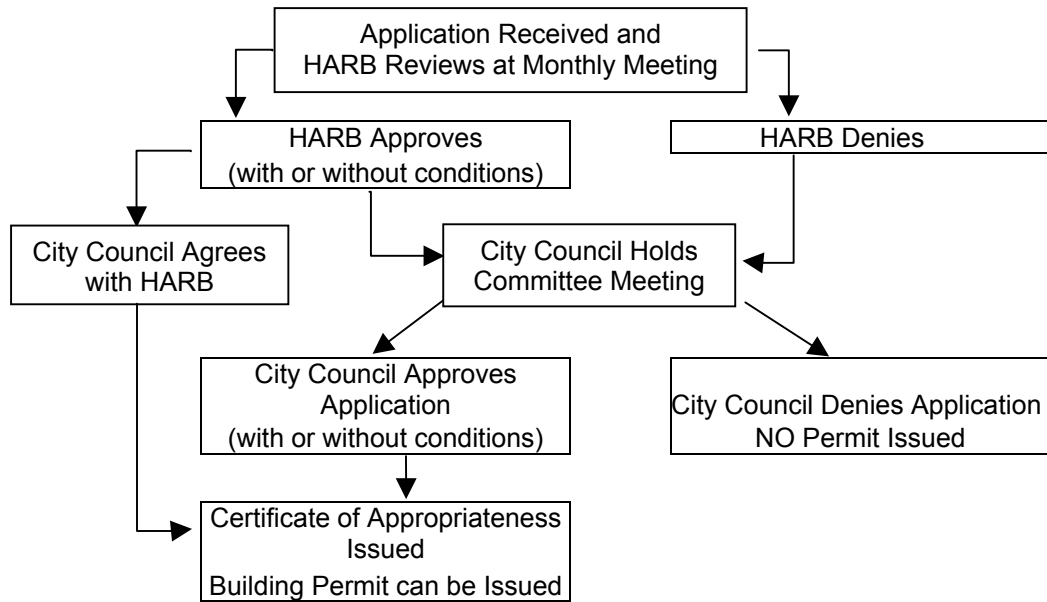 Application Received and
HARB Reviews at Monthly Meeting
HARB Approves
(with or without conditions)
HARB Denies
City Council Agrees
with HARB
City Council Holds
Committee Meeting
City Council Approves
Application
(with or without conditions)
City Council Denies Application
NO Permit Issued
Certificate of Appropriateness
Issued
Building Permit can be Issued